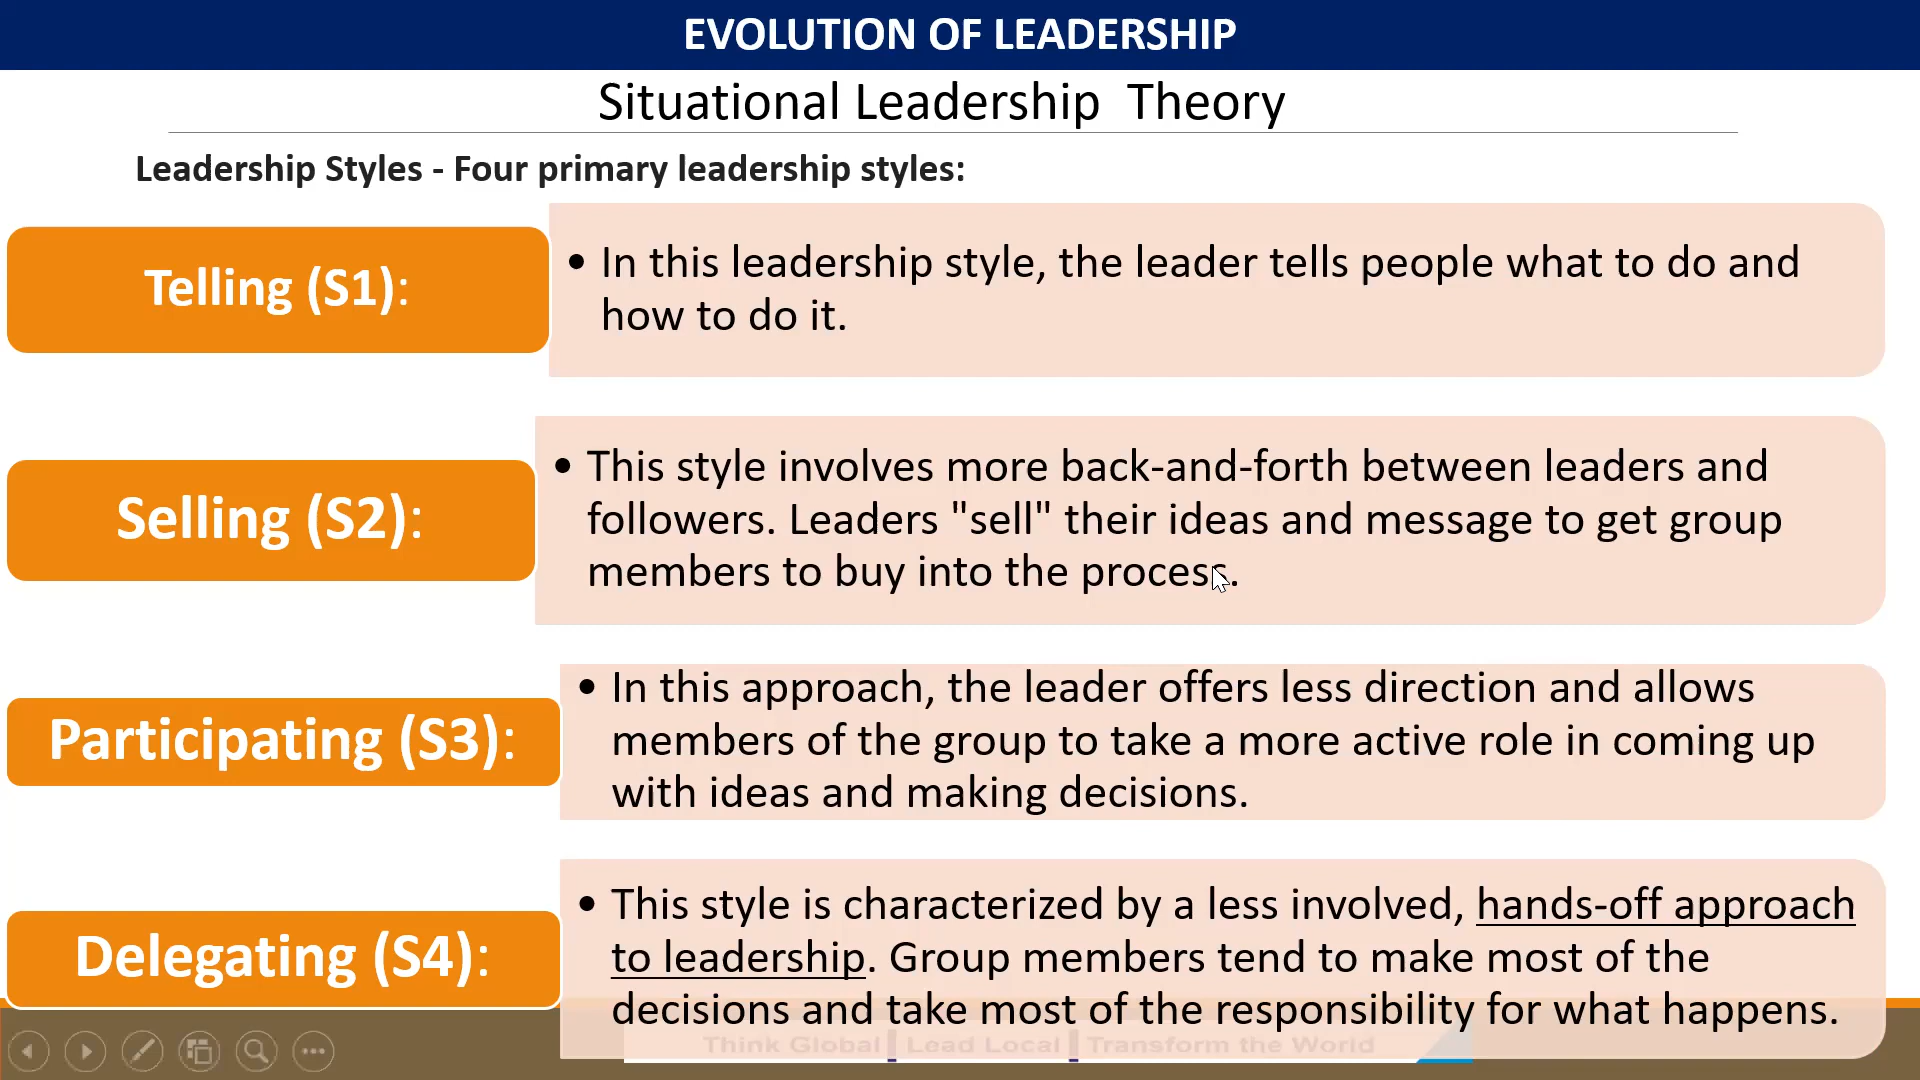 EVOLUTION OF LEADERSHIP
Situational Leadership  Theory
Leadership Styles - Four primary leadership styles:
Telling (S1):
• In this leadership style, the leader tells people what to do and
how to do it.
Selling (S2):
• This style involves more back-and-forth between leaders and
followers. Leaders "sell" their ideas and message to get group
members to buy into the process.
Participating (S3):
• In this approach, the leader offers less direction and allows
members of the group to take a more active role in coming up
with ideas and making decisions.
Delegating (S4):
• This style is characterized by a less involved, hands-off approach
to leadership. Group members tend to make most of the
decisions and take most of the responsibility for what happens.
Think Global | Lead Local | Transform the World